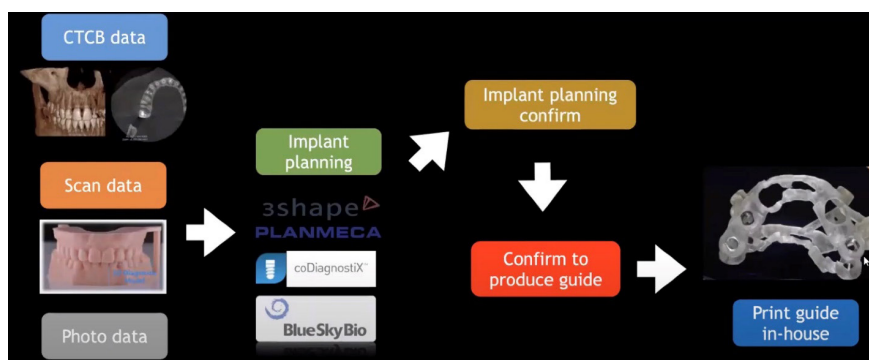 CTCB data
Scan data
Photo data
Implant
planning
3shape
PLANMECA
coDiagnostiX™
BlueSkyBio
Implant planning
confirm
Confirm to
produce guide
Print guide
in-house